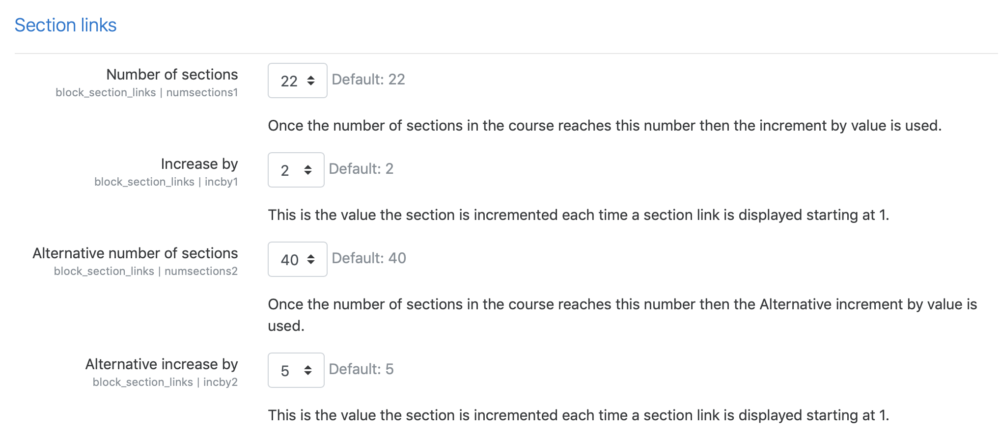 Section links
Number of sections
22 Default: 22
block_section_links | numsections1
Once the number of sections in the course reaches this number then the increment by value is used.
Increase by
2 Default: 2
block_section_links | incby1
This is the value the section is incremented each time a section link is displayed starting at 1.
Alternative number of sections
40 Default: 40
block_section_links | numsections2
Once the number of sections in the course reaches this number then the Alternative increment by value is
used.
Alternative increase by
5 Default: 5
block_section_links | incby2
This is the value the section is incremented each time a section link is displayed starting at 1.